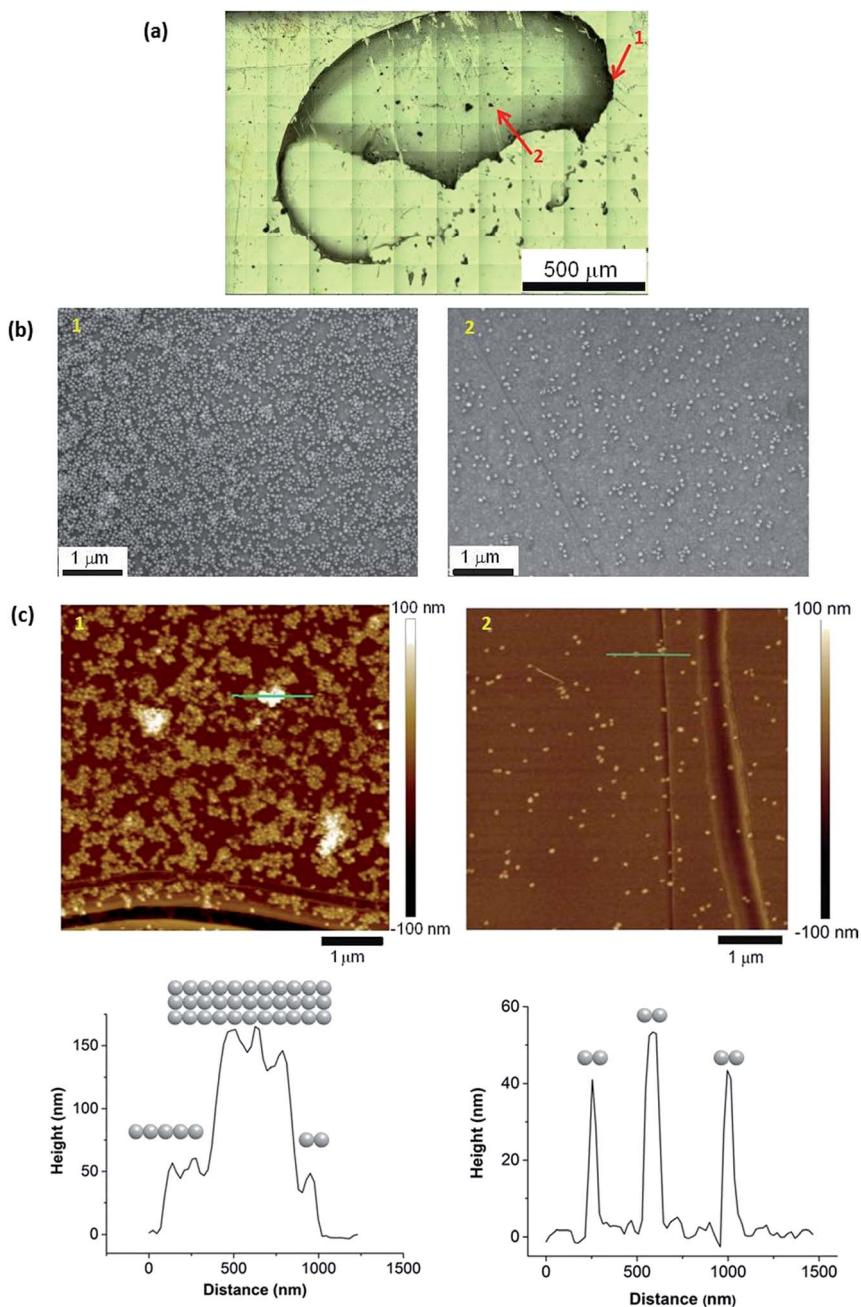 (a)
1
2
500 μm
(b)
1
1 μm
2
1 μm
(c)
1
100 nm
-100 nm
1 μm
2
100 nm
-100 nm
1 μm
Height (nm)
150
100
50
0
0
500
1000
1500
Distance (nm)
Height (nm)
60
40
20
0
0
500
1000
1500
Distance (nm)